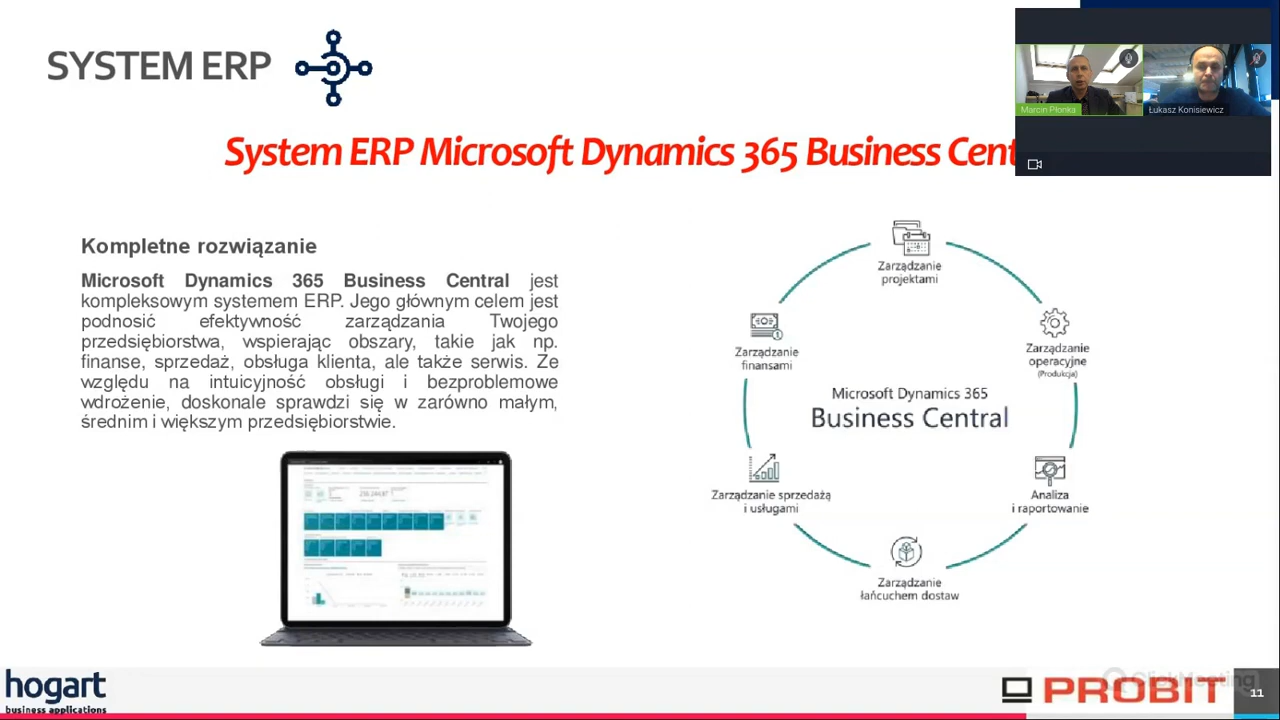 SYSTEM ERP
Marcin Płonka
Łukasz Konisiewicz
System ERP Microsoft Dynamics 365 Business Cent
Kompletne rozwiązanie
Microsoft Dynamics 365 Business Central jest
kompleksowym systemem ERP. Jego głównym celem jest
podnosić efektywność zarządzania Twojego
przedsiębiorstwa, wspierając obszary, takie jak np.
finanse, sprzedaż, obsługa klienta, ale także serwis. Ze
względu na intuicyjność obsługi i bezproblemowe
wdrożenie, doskonale sprawdzi się w zarówno małym,
średnim i większym przedsiębiorstwie.
Zarządzanie
projektami
Zarządzanie
finansami
Zarządzanie
operacyjne
(Produkcja)
Microsoft Dynamics 365
Business Central
Zarządzanie sprzedażą
i usługami
Analiza
i raportowanie
Zarządzanie
łańcuchem dostaw
hogart
business applications
ClickMeeting
PROBIT
11